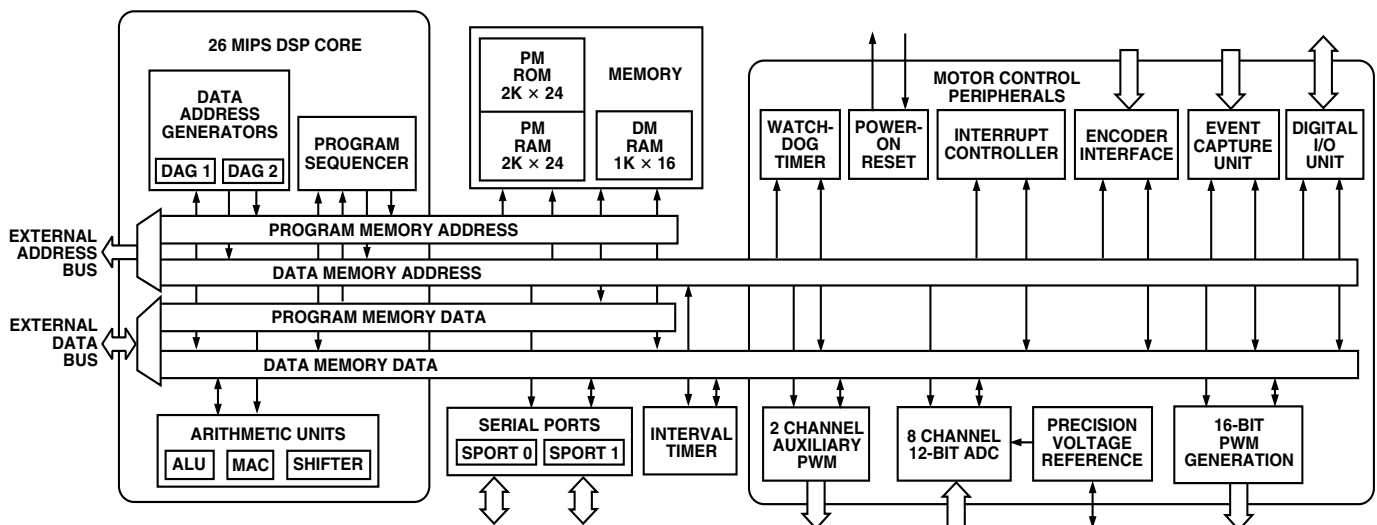 26 MIPS DSP CORE
DATA
ADDRESS
GENERATORS
DAG 1
DAG 2
PROGRAM
SEQUENCER
PM
ROM
2K × 24
MEMORY
PM
RAM
2K × 24
DM
RAM
1K × 16
MOTOR CONTROL
PERIPHERALS
WATCH-
DOG
TIMER
POWER-
ON
RESET
INTERRUPT
CONTROLLER
ENCODER
INTERFACE
EVENT
CAPTURE
UNIT
DIGITAL
I/O
UNIT
EXTERNAL
ADDRESS
BUS
PROGRAM MEMORY ADDRESS
DATA MEMORY ADDRESS
EXTERNAL
DATA
BUS
PROGRAM MEMORY DATA
DATA MEMORY DATA
ARITHMETIC UNITS
ALU
MAC
SHIFTER
SERIAL PORTS
SPORT 0
SPORT 1
INTERVAL
TIMER
2 CHANNEL
AUXILIARY
PWM
8 CHANNEL
12-BIT ADC
PRECISION
VOLTAGE
REFERENCE
16-BIT
PWM
GENERATION